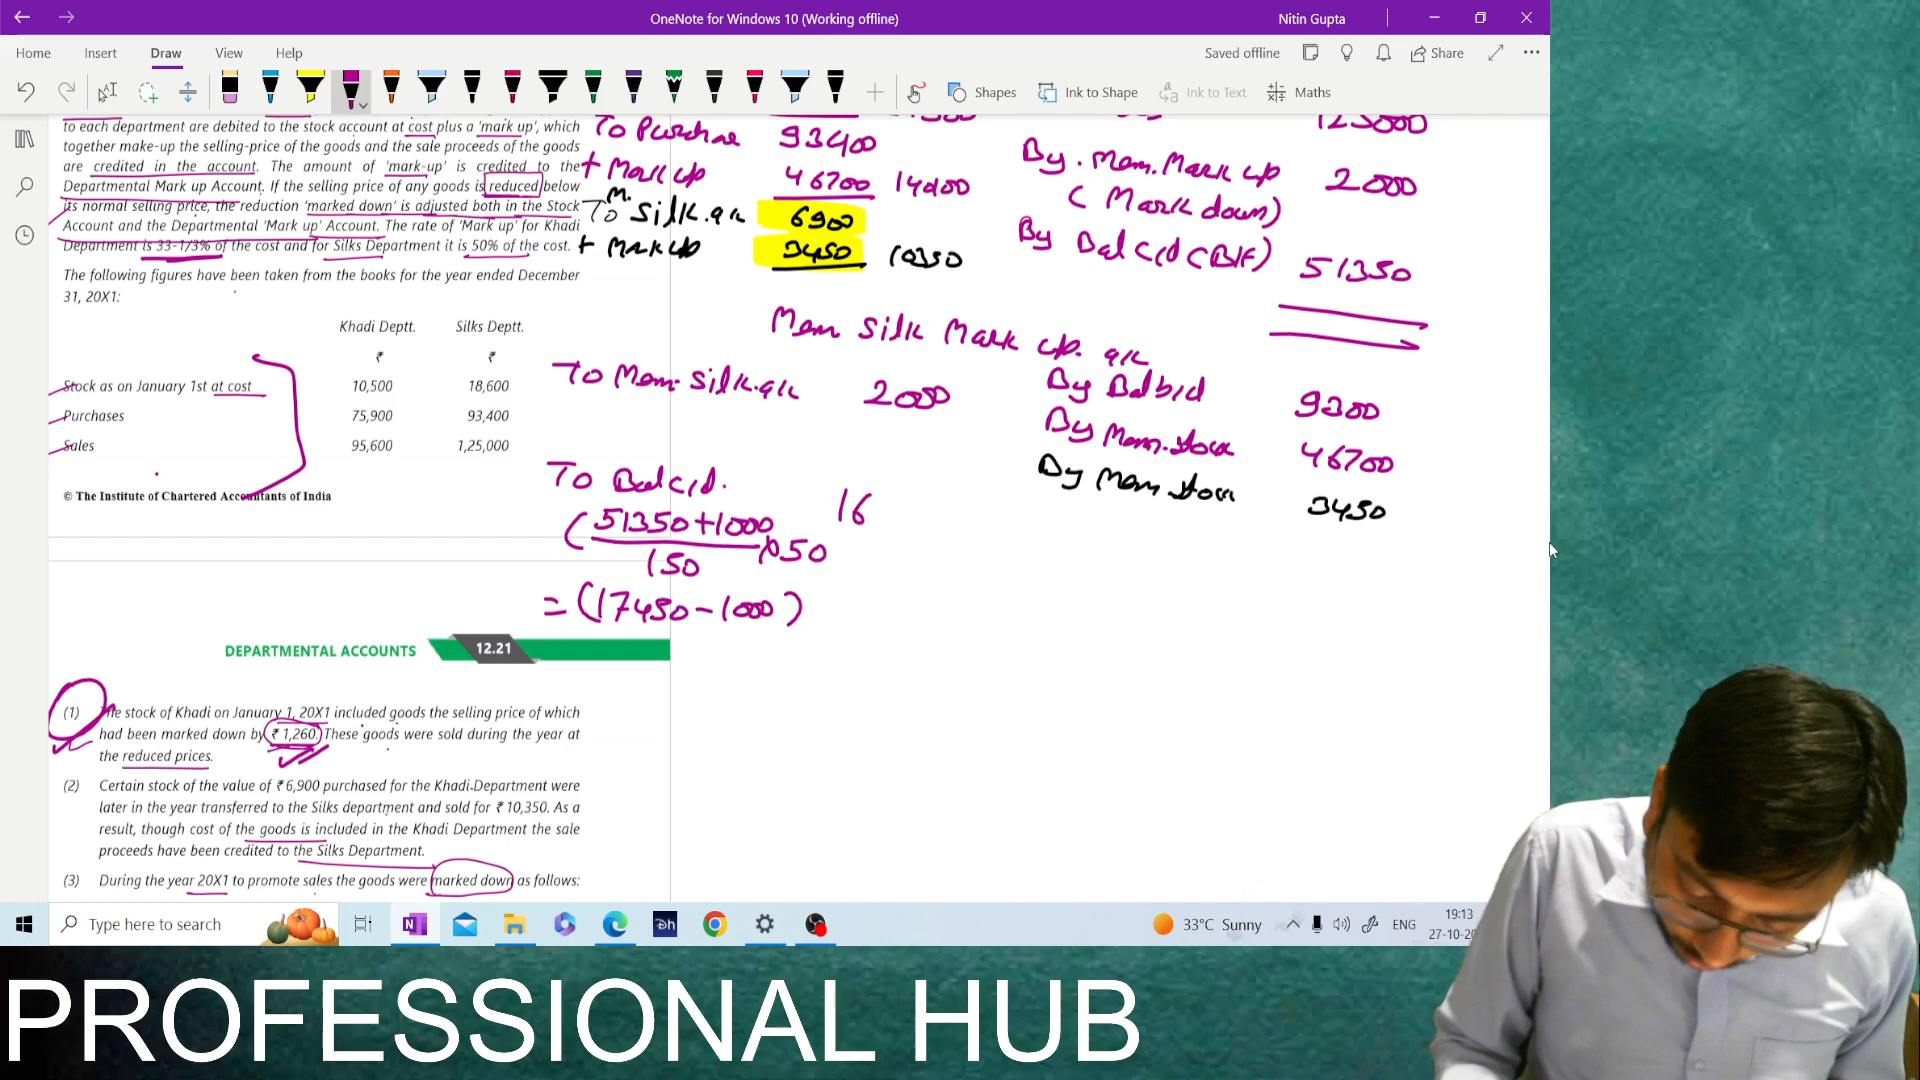 OneNote for Windows 10 (Working offline)
Nitin Gupta
Home Insert Draw View Help
Saved offline Share
Shapes Ink to Shape Ink to Text Maths
to each department are debited to the stock account at cost plus a 'mark up', which
together make-up the selling-price of the goods and the sale proceeds of the goods
are credited in the account. The amount of 'mark-up' is credited to the
Departmental Mark up Account. If the selling price of any goods is reduced below
its normal selling price, the reduction 'marked down' is adjusted both in the Stock
Account and the Departmental 'Mark up' Account. The rate of 'Mark up' for Khadi
Department is 33-1/3% of the cost and for Silks Department it is 50% of the cost.
The following figures have been taken from the books for the year ended December
31, 20X1:
Khadi Deptt. Silks Deptt.
₹ ₹
Stock as on January 1st at cost 10,500 18,600
Purchases 75,900 93,400
Sales 95,600 1,25,000
© The Institute of Chartered Accountants of India
DEPARTMENTAL ACCOUNTS 12.21
(1) The stock of Khadi on January 1, 20X1 included goods the selling price of which
had been marked down by ₹ 1,260. These goods were sold during the year at
the reduced prices.
(2) Certain stock of the value of ₹ 6,900 purchased for the Khadi Department were
later in the year transferred to the Silks department and sold for ₹ 10,350. As a
result, though cost of the goods is included in the Khadi Department the sale
proceeds have been credited to the Silks Department.
(3) During the year 20X1 to promote sales the goods were marked down as follows:
To Purchase 93400
+ Mark up 46700
M.
To Silk a/c 6900
+ Mark up 3450 10350
125000
By. Mem. Mark up 2000
(Mark down)
By Bal c/d (B/F) 51350
Mem Silk Mark up. a/c
To Mem. Silk. a/c 2000
By Bal b/d 9300
By Mem. Stock 46700
By Mem. Stock 3450
To Bal c/d. 16
(51350+1000
150 x50
= (17450-1000)
Type here to search
33°C Sunny
ENG
19:13
27-10-20
PROFESSIONAL HUB